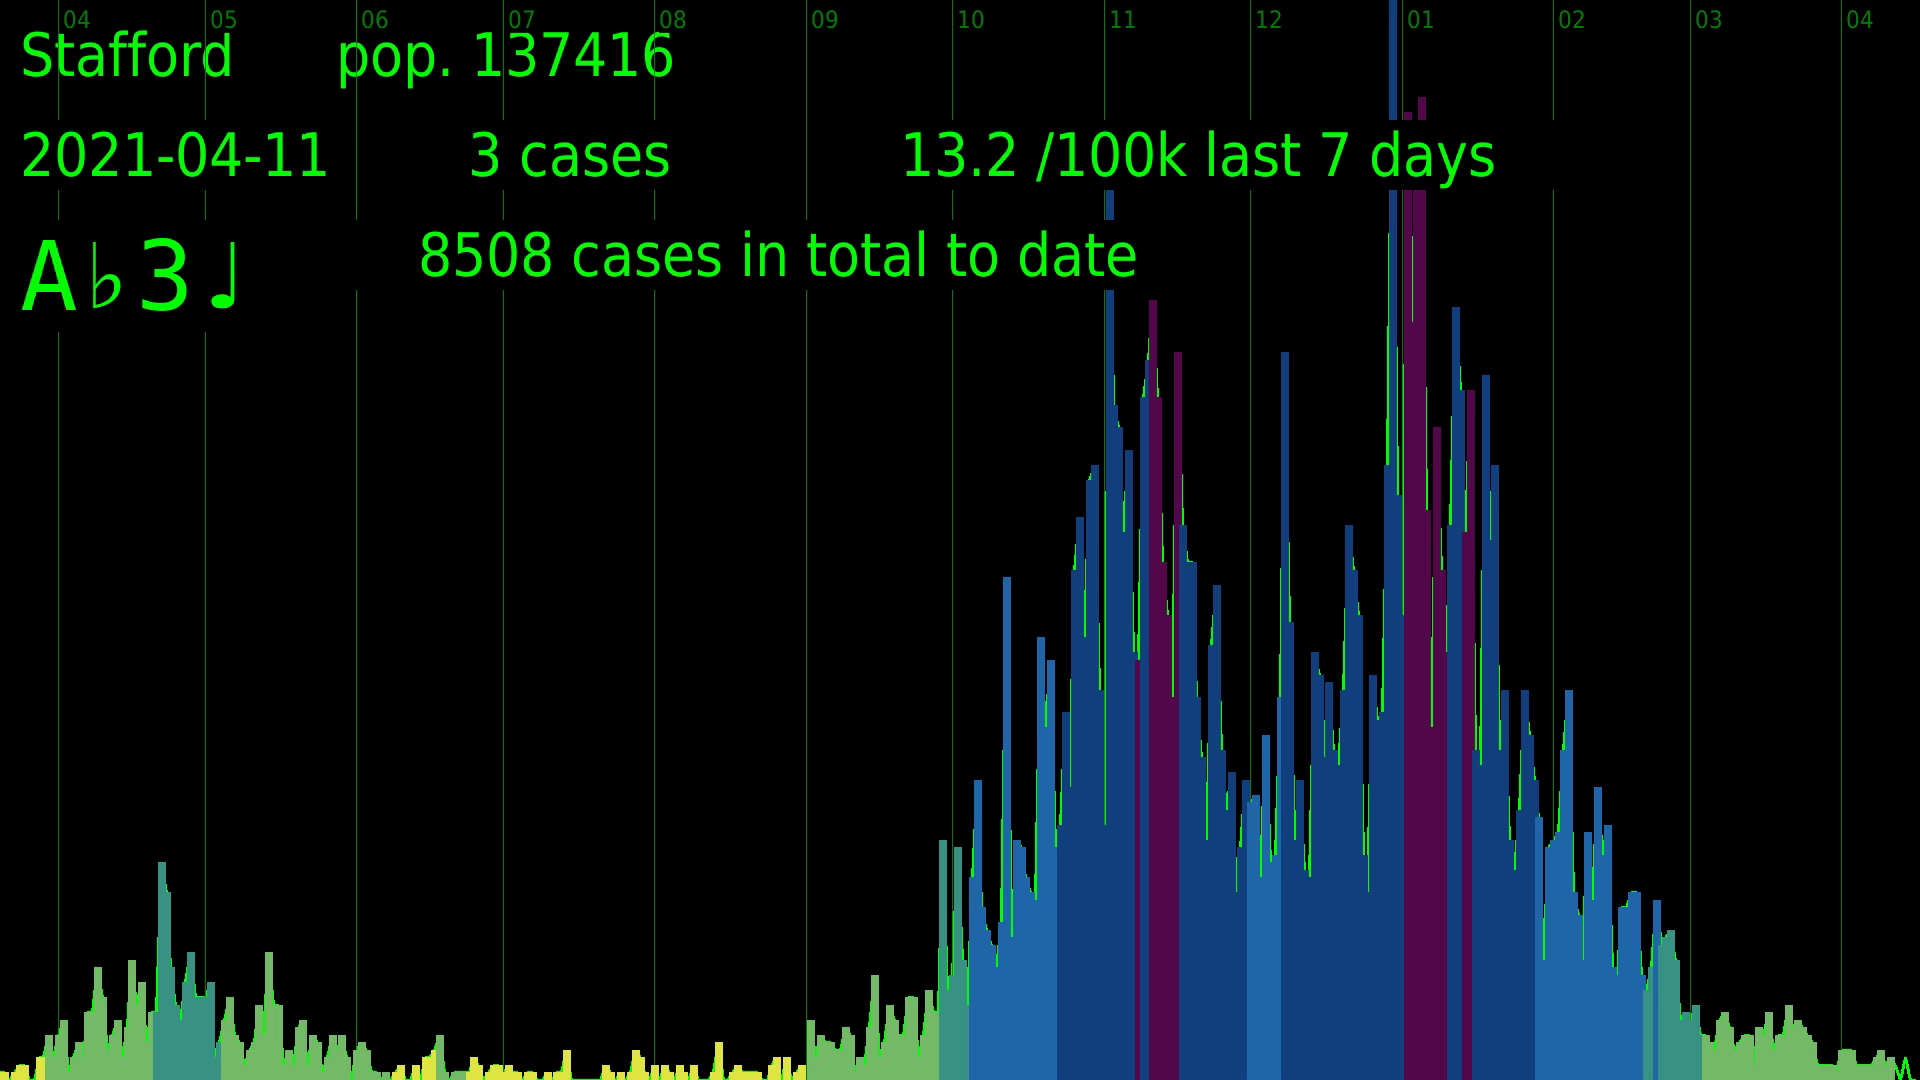 04 05 06 07 08 09 10 11 12 01 02 03 04
Stafford pop. 137416
2021-04-11 3 cases 13.2 /100k last 7 days
A♭3♩ 8508 cases in total to date